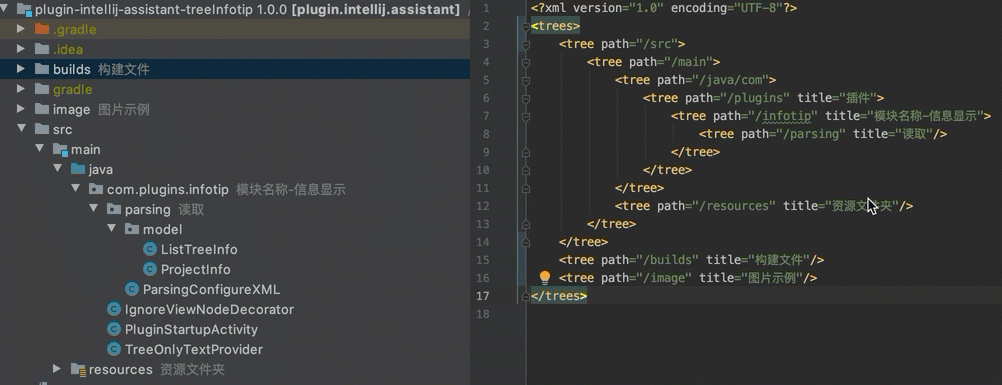 plugin-intellij-assistant-treeInfotip 1.0.0 [plugin.intellij.assistant]
.gradle
.idea
builds 构建文件
gradle
image 图片示例
src
main
java
com.plugins.infotip 模块名称-信息显示
parsing 读取
model
ListTreeInfo
ProjectInfo
ParsingConfigureXML
IgnoreViewNodeDecorator
PluginStartupActivity
TreeOnlyTextProvider
resources 资源文件夹
1 <?xml version="1.0" encoding="UTF-8"?>
2 <trees>
3 <tree path="/src">
4 <tree path="/main">
5 <tree path="/java/com">
6 <tree path="/plugins" title="插件">
7 <tree path="/infotip" title="模块名称-信息显示">
8 <tree path="/parsing" title="读取"/>
9 </tree>
10 </tree>
11 </tree>
12 <tree path="/resources" title="资源文件夹"/>
13 </tree>
14 </tree>
15 <tree path="/builds" title="构建文件"/>
16 <tree path="/image" title="图片示例"/>
17 </trees>
18